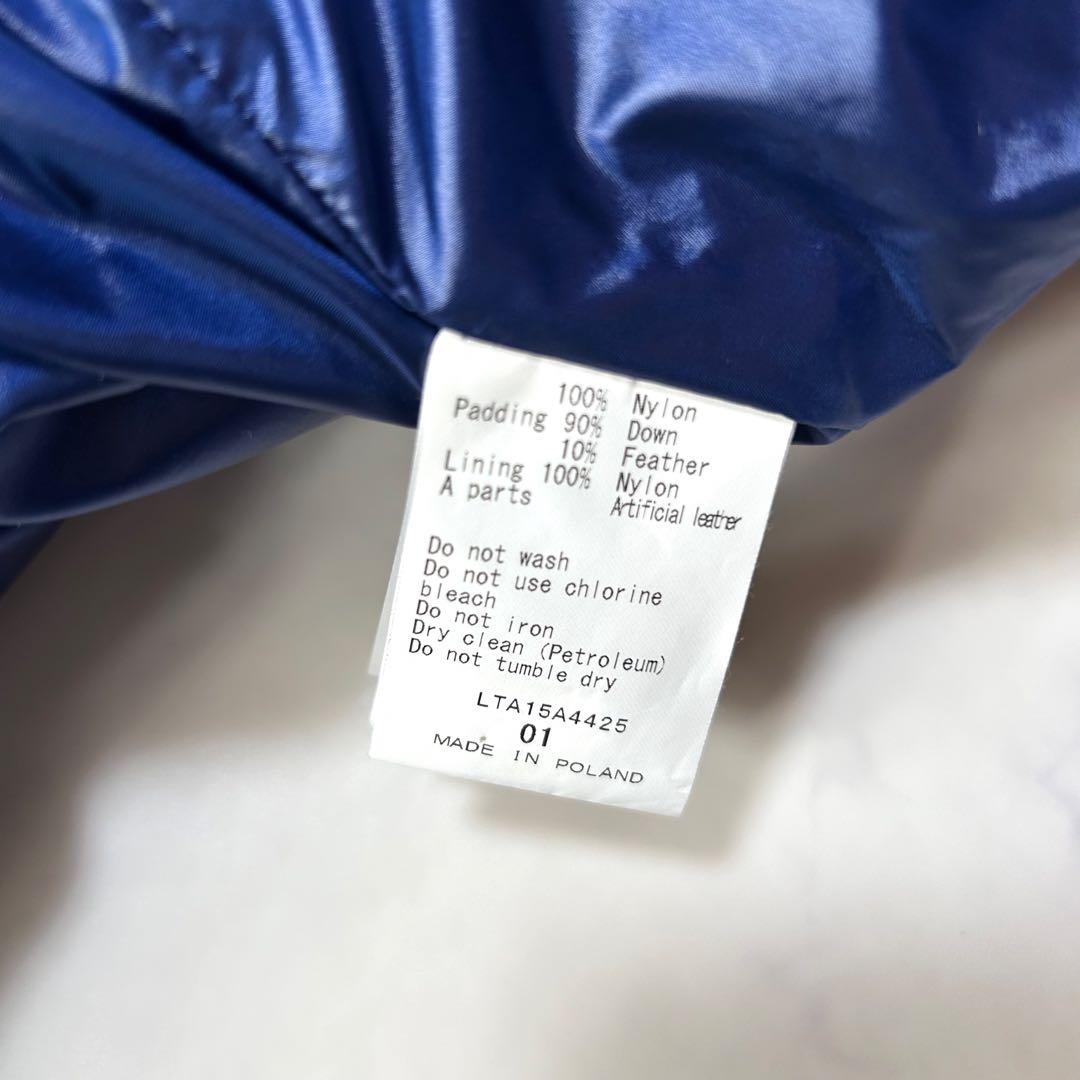 100% Nylon
Padding 90% Down
10% Feather
Lining 100% Nylon
A parts Artificial leather
Do not wash
Do not use chlorine
bleach
Do not iron
Dry clean (Petroleum)
Do not tumble dry
LTA15A4425
01
MADE IN POLAND